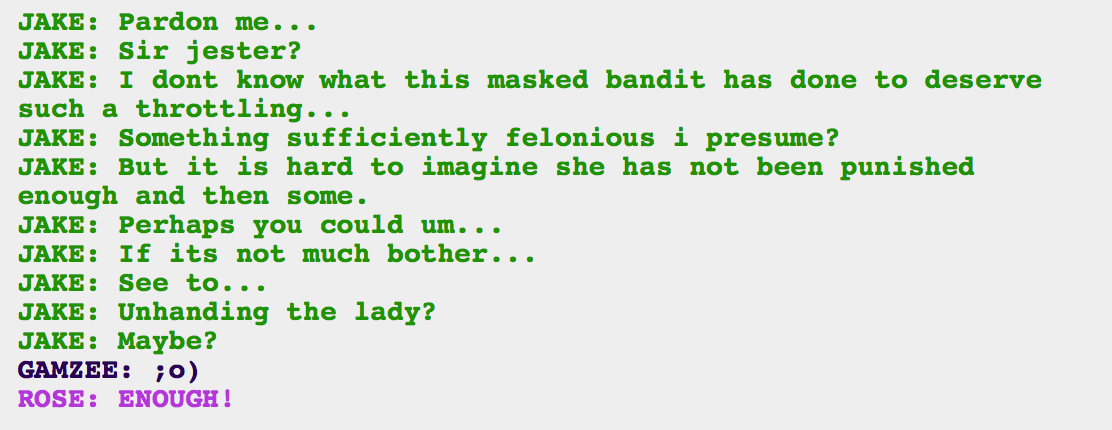 JAKE: Pardon me...
JAKE: Sir jester?
JAKE: I dont know what this masked bandit has done to deserve
such a throttling...
JAKE: Something sufficiently felonious i presume?
JAKE: But it is hard to imagine she has not been punished
enough and then some.
JAKE: Perhaps you could um...
JAKE: If its not much bother...
JAKE: See to...
JAKE: Unhanding the lady?
JAKE: Maybe?
GAMZEE: ;o)
ROSE: ENOUGH!